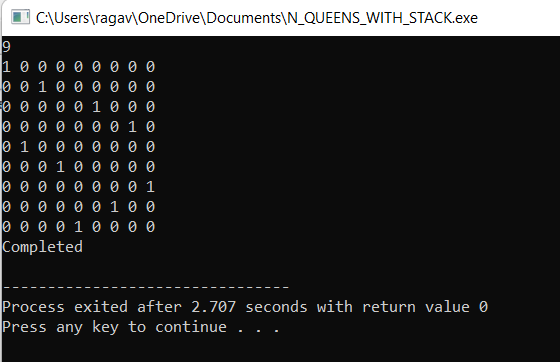 C:\Users\ragav\OneDrive\Documents\N_QUEENS_WITH_STACK.exe
9
1 0 0 0 0 0 0 0 0
0 0 1 0 0 0 0 0 0
0 0 0 0 0 1 0 0 0
0 0 0 0 0 0 0 1 0
0 1 0 0 0 0 0 0 0
0 0 0 1 0 0 0 0 0
0 0 0 0 0 0 0 0 1
0 0 0 0 0 0 1 0 0
0 0 0 0 1 0 0 0 0
Completed
--------------------------------
Process exited after 2.707 seconds with return value 0
Press any key to continue . . .